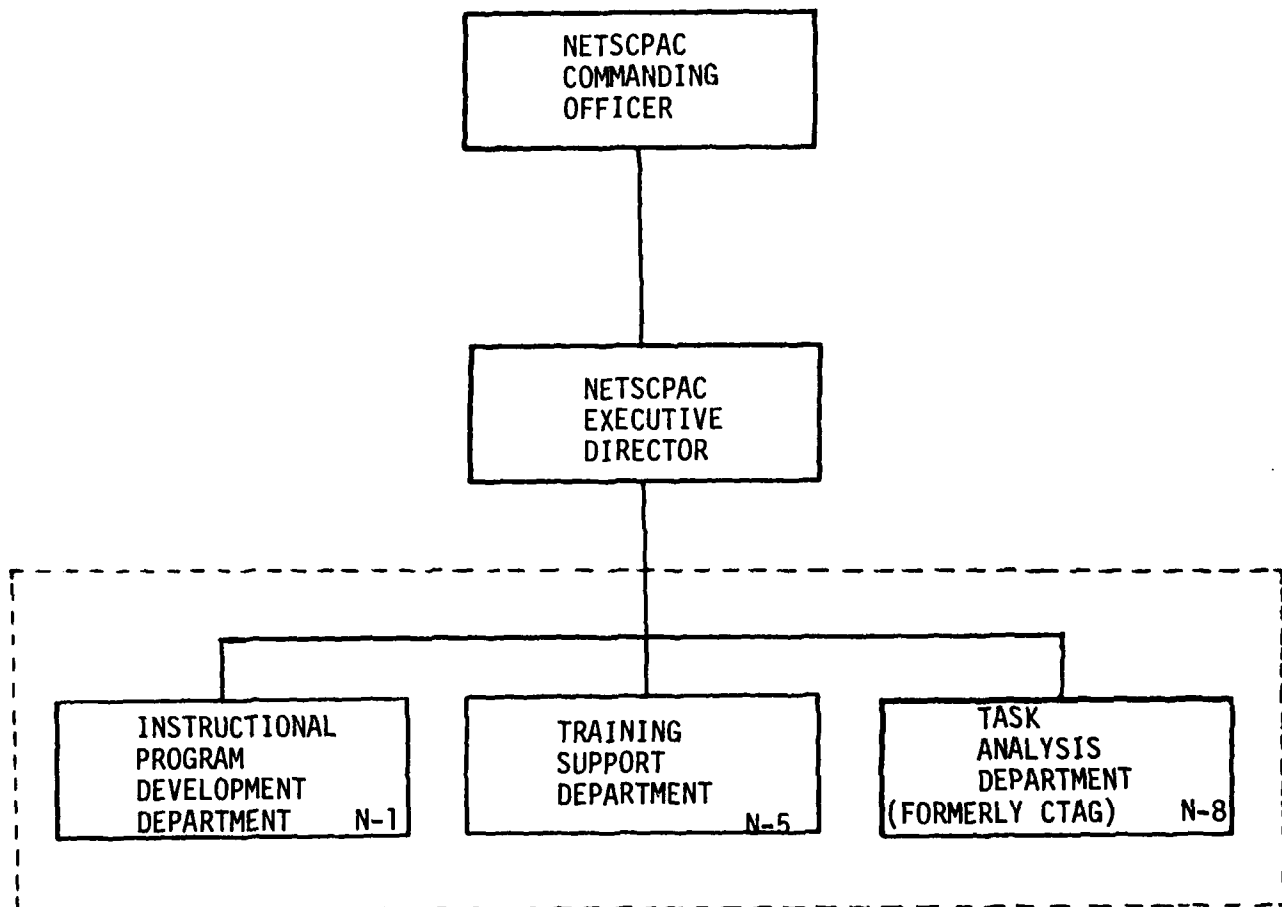 NETSCPAC
COMMANDING
OFFICER
NETSCPAC
EXECUTIVE
DIRECTOR
INSTRUCTIONAL
PROGRAM
DEVELOPMENT
DEPARTMENT N-1
TRAINING
SUPPORT
DEPARTMENT
N-5
TASK
ANALYSIS
DEPARTMENT
(FORMERLY CTAG) N-8